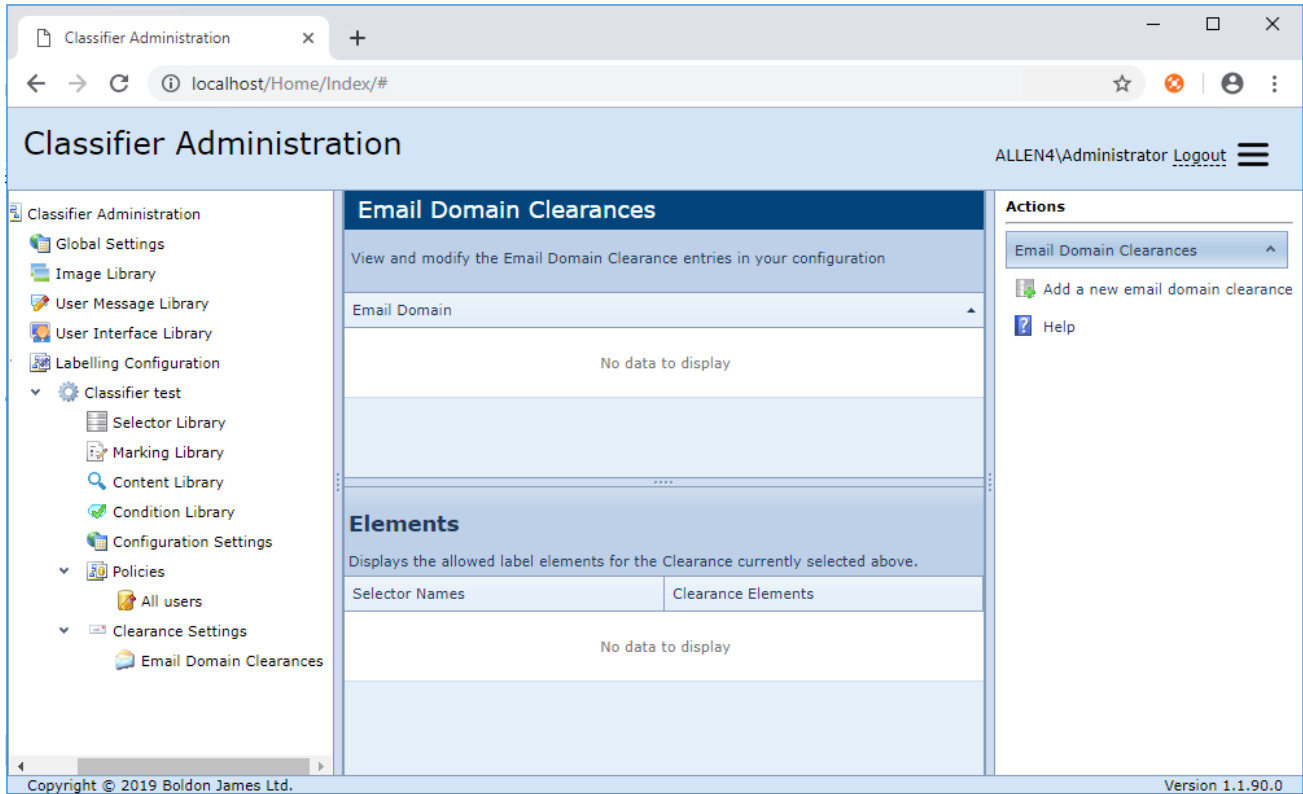 Classifier Administration
localhost/Home/Index/#
Classifier Administration
ALLEN4\Administrator Logout
Classifier Administration
Global Settings
Image Library
User Message Library
User Interface Library
Labelling Configuration
Classifier test
Selector Library
Marking Library
Content Library
Condition Library
Configuration Settings
Policies
All users
Clearance Settings
Email Domain Clearances
Email Domain Clearances
View and modify the Email Domain Clearance entries in your configuration
Email Domain
No data to display
Elements
Displays the allowed label elements for the Clearance currently selected above.
Selector Names Clearance Elements
No data to display
Actions
Email Domain Clearances
Add a new email domain clearance
Help
Copyright © 2019 Boldon James Ltd. Version 1.1.90.0